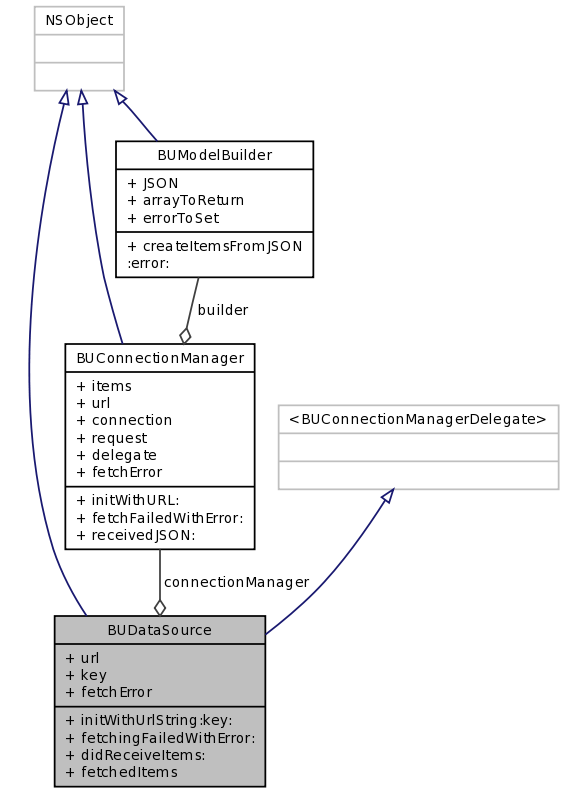 NSObject
BUModelBuilder
+ JSON
+ arrayToReturn
+ errorToSet
+ createItemsFromJSON
:error:
builder
BUConnectionManager
+ items
+ url
+ connection
+ request
+ delegate
+ fetchError
+ initWithURL:
+ fetchFailedWithError:
+ receivedJSON:
<BUConnectionManagerDelegate>
connectionManager
BUDataSource
+ url
+ key
+ fetchError
+ initWithUrlString:key:
+ fetchingFailedWithError:
+ didReceiveItems:
+ fetchedItems